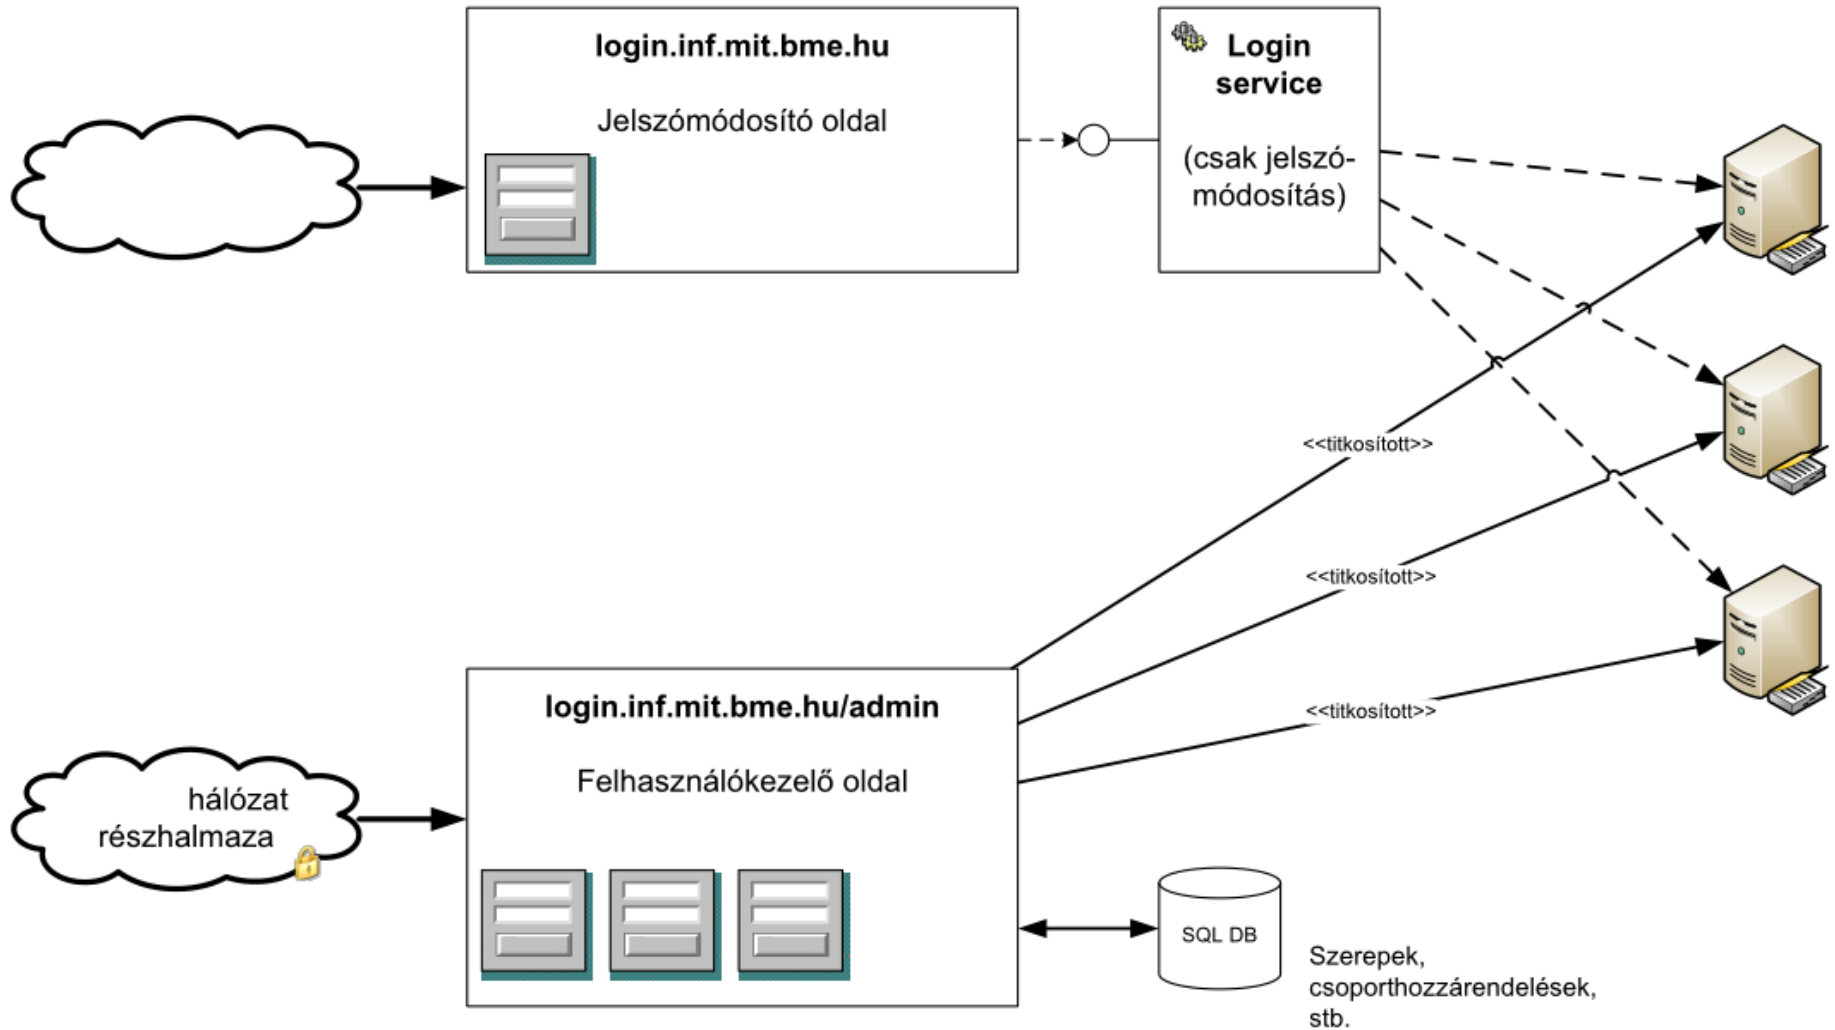 login.inf.mit.bme.hu
Jelszómódosító oldal
Login
service
(csak jelszó-
módosítás)
<<titkosított>>
<<titkosított>>
<<titkosított>>
login.inf.mit.bme.hu/admin
Felhasználókezelő oldal
hálózat
részhalmaza
SQL DB
Szerepek,
csoporthozzárendelések,
stb.